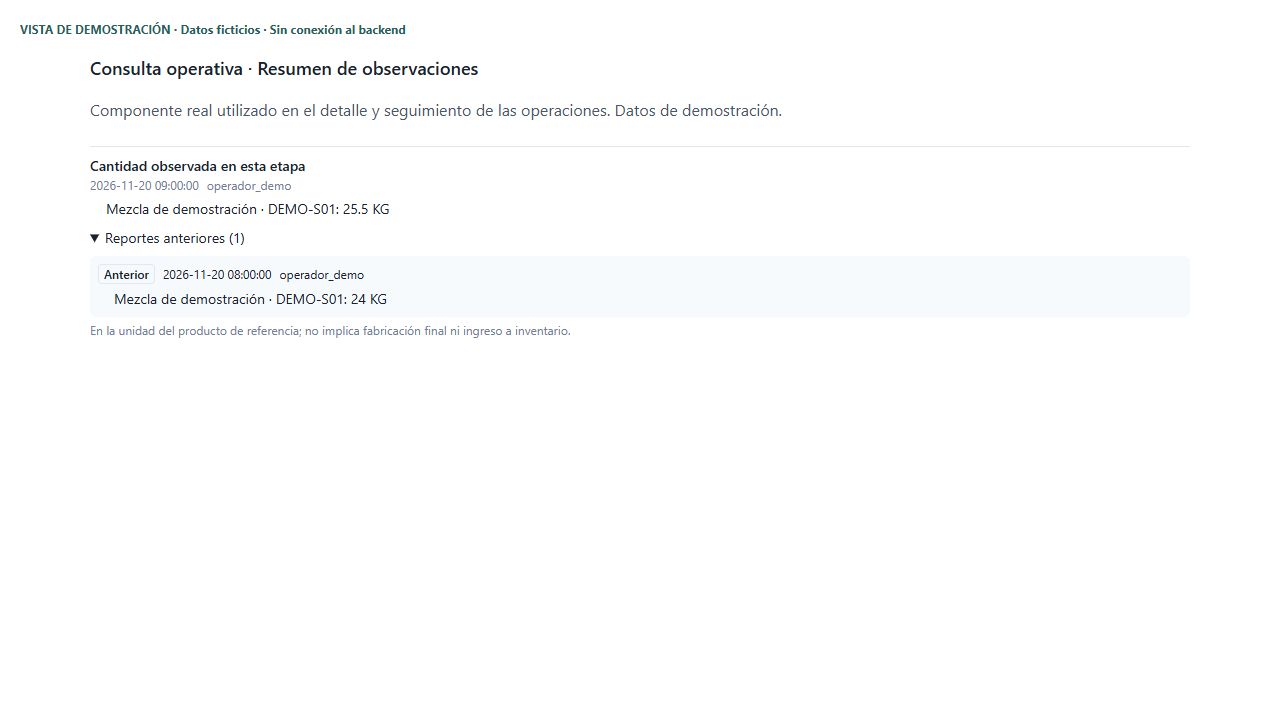 VISTA DE DEMOSTRACIÓN · Datos ficticios · Sin conexión al backend
Consulta operativa · Resumen de observaciones
Componente real utilizado en el detalle y seguimiento de las operaciones. Datos de demostración.
Cantidad observada en esta etapa
2026-11-20 09:00:00 operador_demo
Mezcla de demostración · DEMO-S01: 25.5 KG
▼ Reportes anteriores (1)
Anterior 2026-11-20 08:00:00 operador_demo
Mezcla de demostración · DEMO-S01: 24 KG
En la unidad del producto de referencia; no implica fabricación final ni ingreso a inventario.